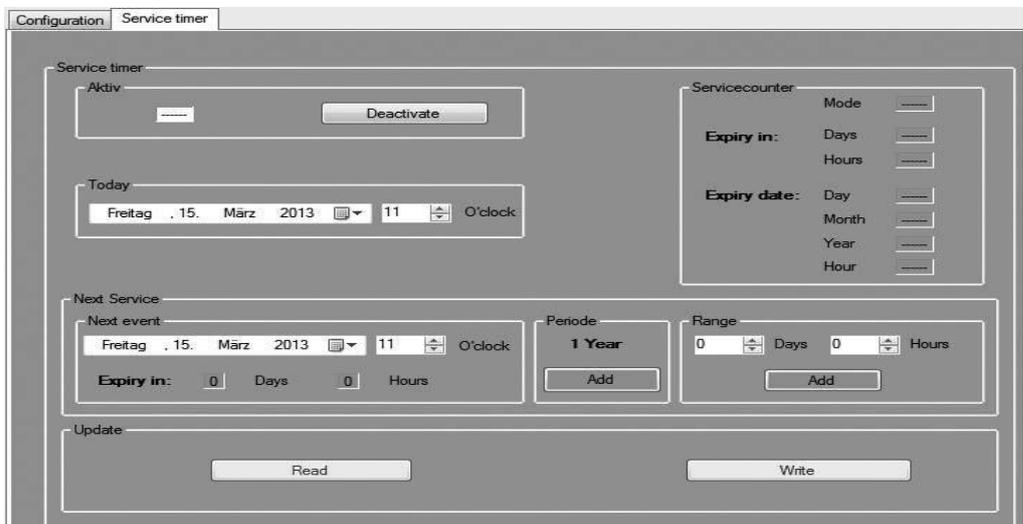 Configuration
Service timer
Service timer
Aktiv
------
Deactivate
Servicecounter
Mode ------
Expiry in: Days ------
Hours ------
Expiry date: Day ------
Month ------
Year ------
Hour ------
Today
Freitag , 15. März 2013 11 O'clock
Next Service
Next event
Freitag , 15. März 2013 11 O'clock
Expiry in: 0 Days 0 Hours
Periode
1 Year
Add
Range
0 Days 0 Hours
Add
Update
Read
Write